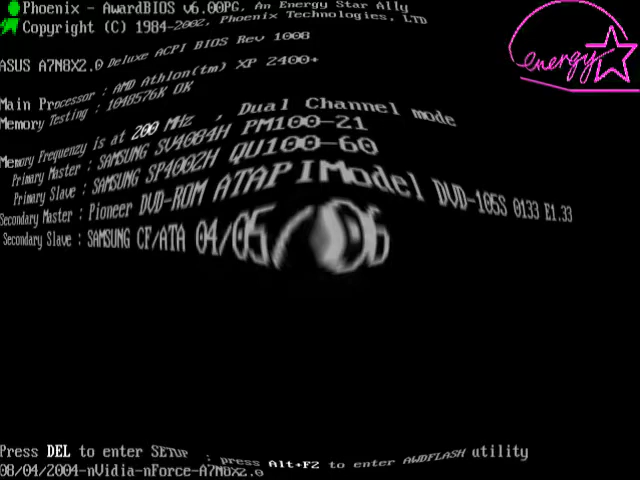 Phoenix - AwardBIOS v6.00PG, An Energy Star Ally
Copyright (C) 1984-2002, Phoenix Technologies, LTD
energy
ASUS A7N8X2.0 Deluxe ACPI BIOS Rev 1008
Main Processor : AMD Athlon(tm) XP 2400+
Memory Testing : 1048576K OK
Memory Frequenzy is at 200 MHz , Dual Channel mode
Primary Master : SAMSUNG SV4084H PM100-21
Primary Slave : SAMSUNG SP4002H QU100-60
Secondary Master : Pioneer DVD-ROM ATAPIModel DVD-105S 0133 E1.33
Secondary Slave : SAMSUNG CF/ATA 04/05/06
Press DEL to enter SETUP : press Alt+F2 to enter AWDFLASH utility
08/04/2004-nVidia-nForce-A7N8X2.0